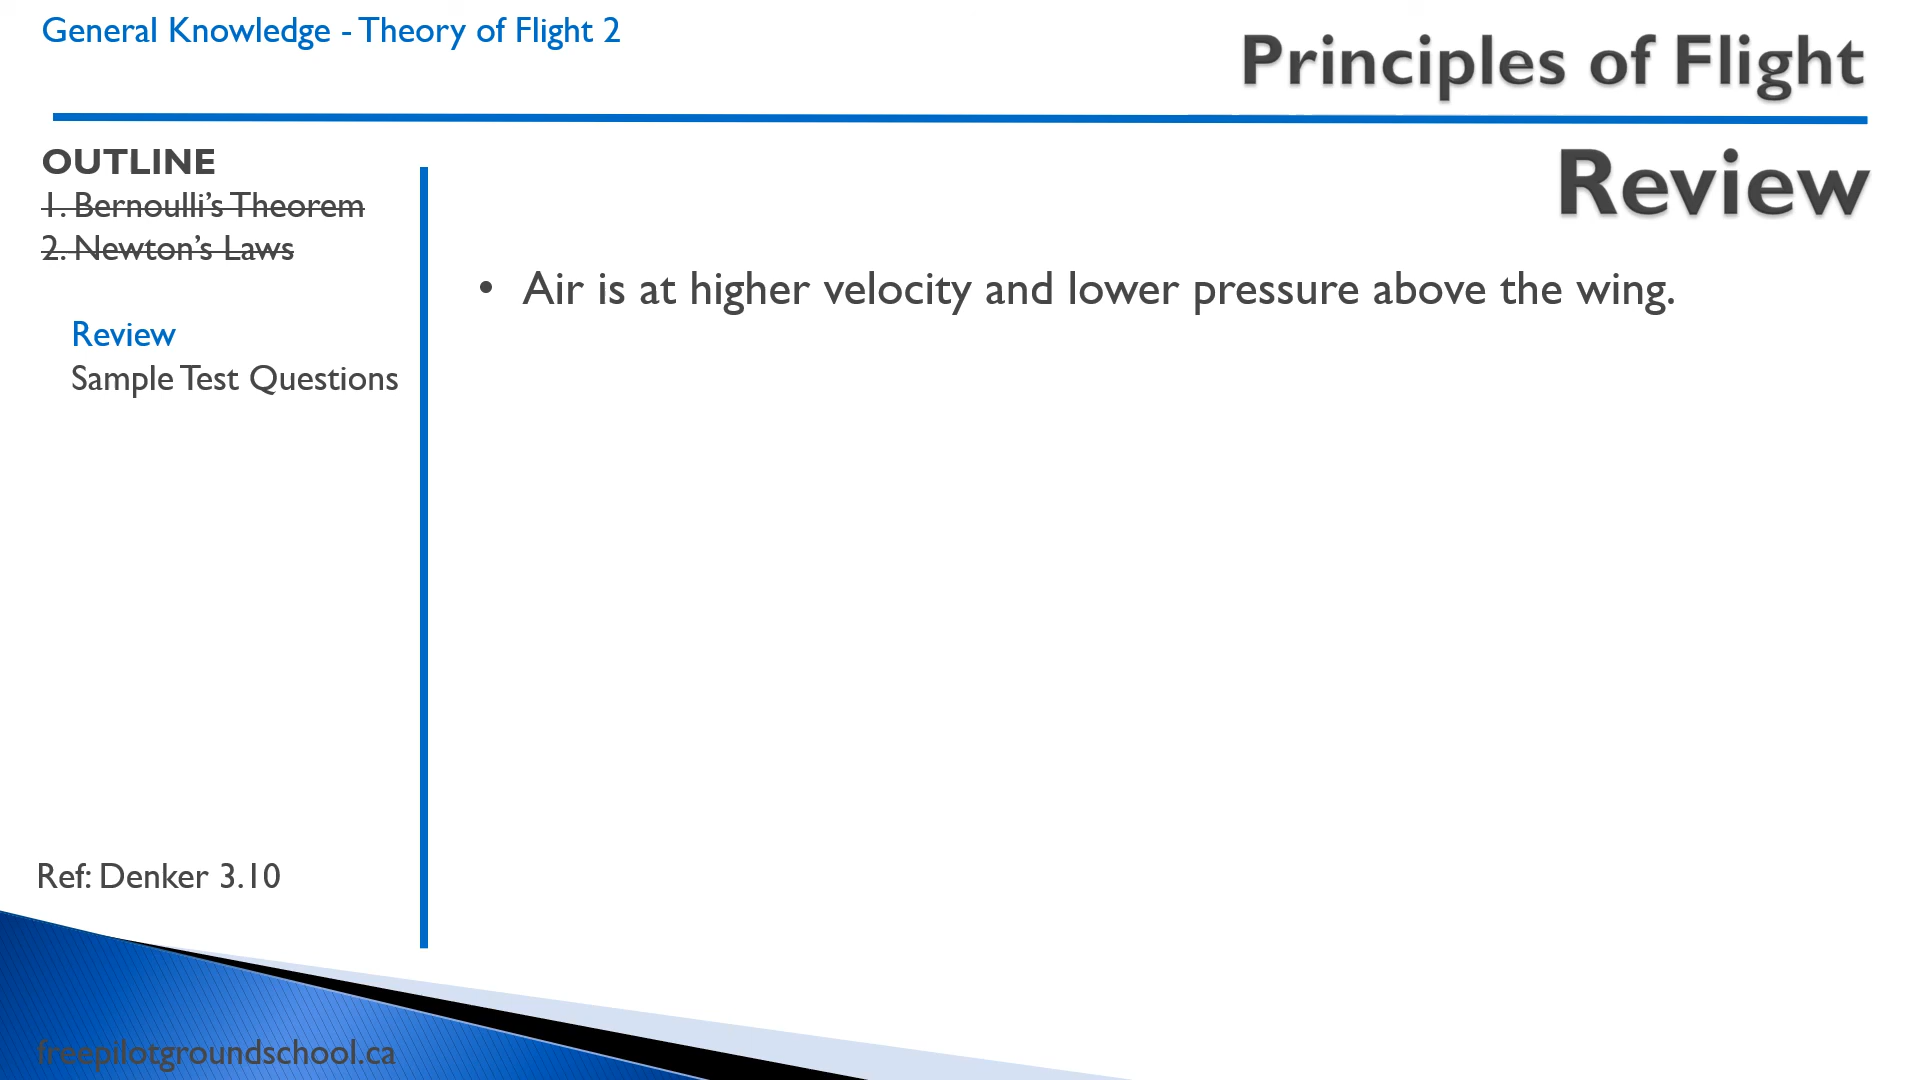 General Knowledge - Theory of Flight 2
Principles of Flight
OUTLINE
1. Bernoulli’s Theorem
2. Newton’s Laws
Review
Sample Test Questions
Review
• Air is at higher velocity and lower pressure above the wing.
Ref: Denker 3.10
freepilotgroundschool.ca